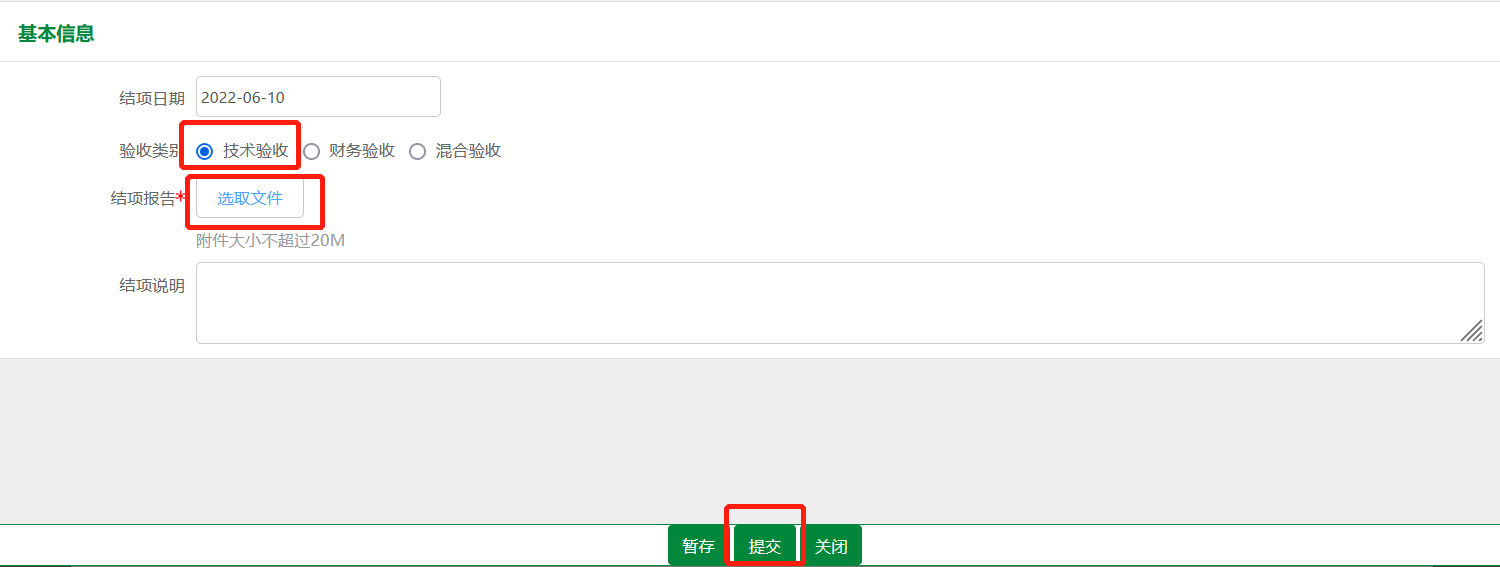 基本信息
结项日期 2022-06-10
验收类别 技术验收 财务验收 混合验收
结项报告* 选取文件
附件大小不超过20M
结项说明
暂存 提交 关闭